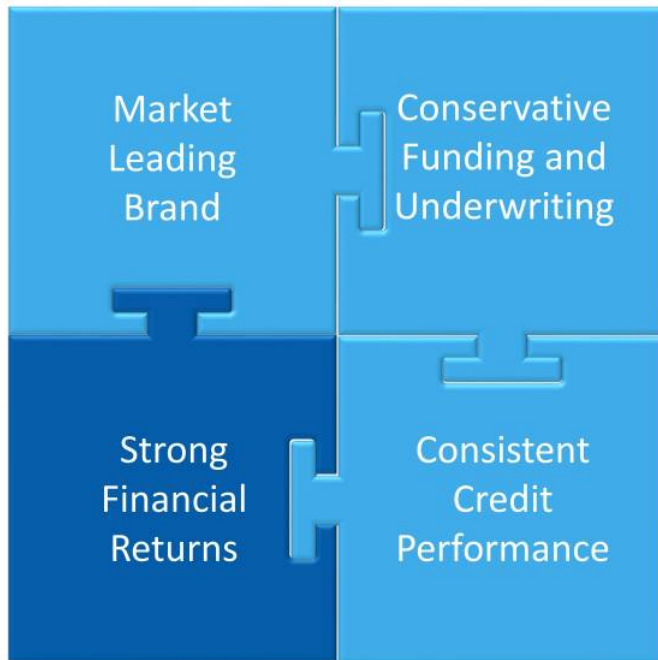 Market
Leading
Brand
Conservative
Funding and
Underwriting
Strong
Financial
Returns
Consistent
Credit
Performance